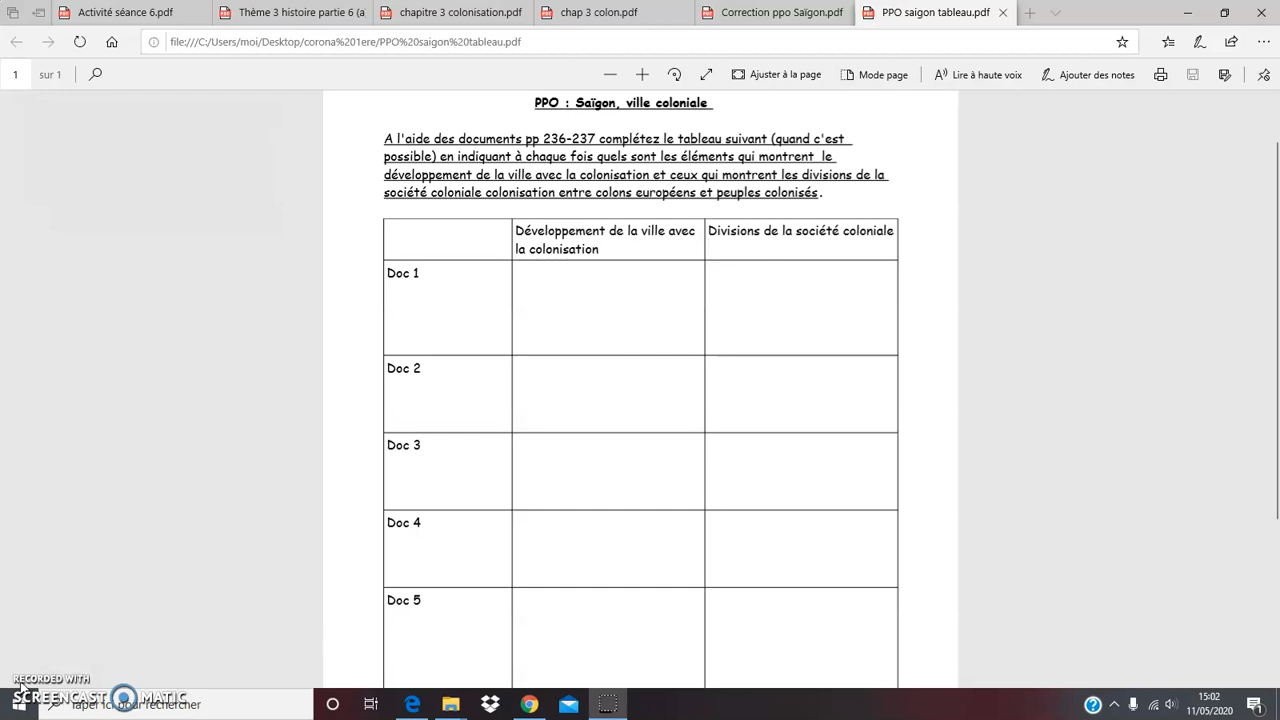 Activité séance 6.pdf
Thème 3 histoire partie 6 (a
chapitre 3 colonisation.pdf
chap 3 colon.pdf
Correction ppo Saïgon.pdf
PPO saigon tableau.pdf
file:///C:/Users/moi/Desktop/corona%201ere/PPO%20saigon%20tableau.pdf
1 sur 1
Ajuster à la page
Mode page
Lire à haute voix
Ajouter des notes
PPO : Saïgon, ville coloniale
A l'aide des documents pp 236-237 complétez le tableau suivant (quand c'est
possible) en indiquant à chaque fois quels sont les éléments qui montrent le
développement de la ville avec la colonisation et ceux qui montrent les divisions de la
société coloniale colonisation entre colons européens et peuples colonisés.
Développement de la ville avec
la colonisation
Divisions de la société coloniale
Doc 1
Doc 2
Doc 3
Doc 4
Doc 5
RECORDED WITH
SCREENCAST MATIC
Taper ici pour rechercher
15:02
11/05/2020